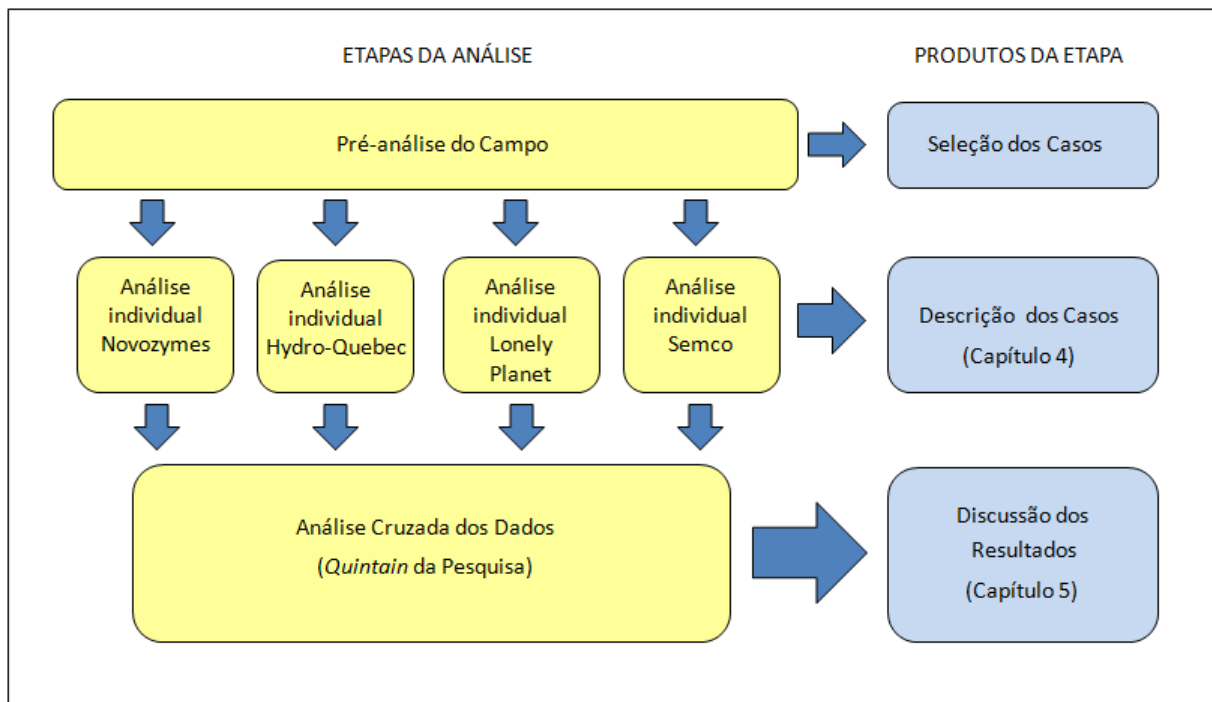 ETAPAS DA ANÁLISE
PRODUTOS DA ETAPA
Pré-análise do Campo
Seleção dos Casos
Análise
individual
Novozymes
Análise
individual
Hydro-Quebec
Análise
individual
Lonely
Planet
Análise
individual
Semco
Descrição dos Casos
(Capítulo 4)
Análise Cruzada dos Dados
(Quintain da Pesquisa)
Discussão dos
Resultados
(Capítulo 5)